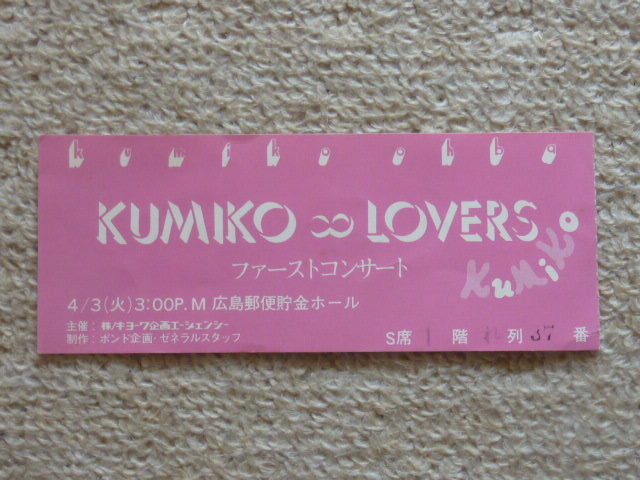 kumiko ohba
KUMIKO ∞ LOVERS
ファーストコンサート
KuMiKo
4/3(火)3:00P.M 広島郵便貯金ホール
主催：株/キョーワ企画エージェンシー
制作：ボンド企画・ゼネラルスタッフ
S席 1 階 れ 列 37 番